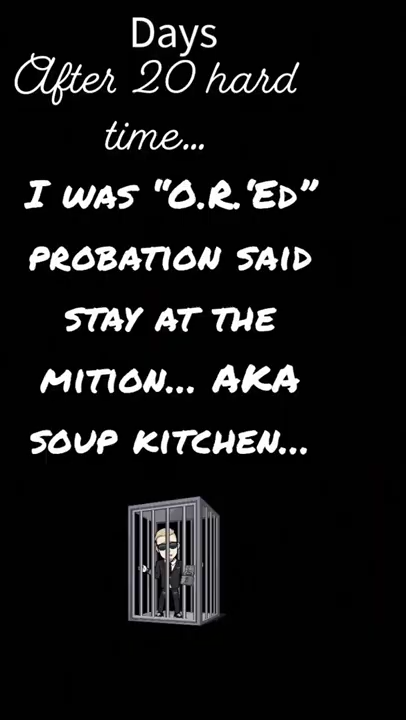 Days
After 20 hard
time...
I WAS "O.R.'ED"
PROBATION SAID
STAY AT THE
MITION... AKA
SOUP KITCHEN...